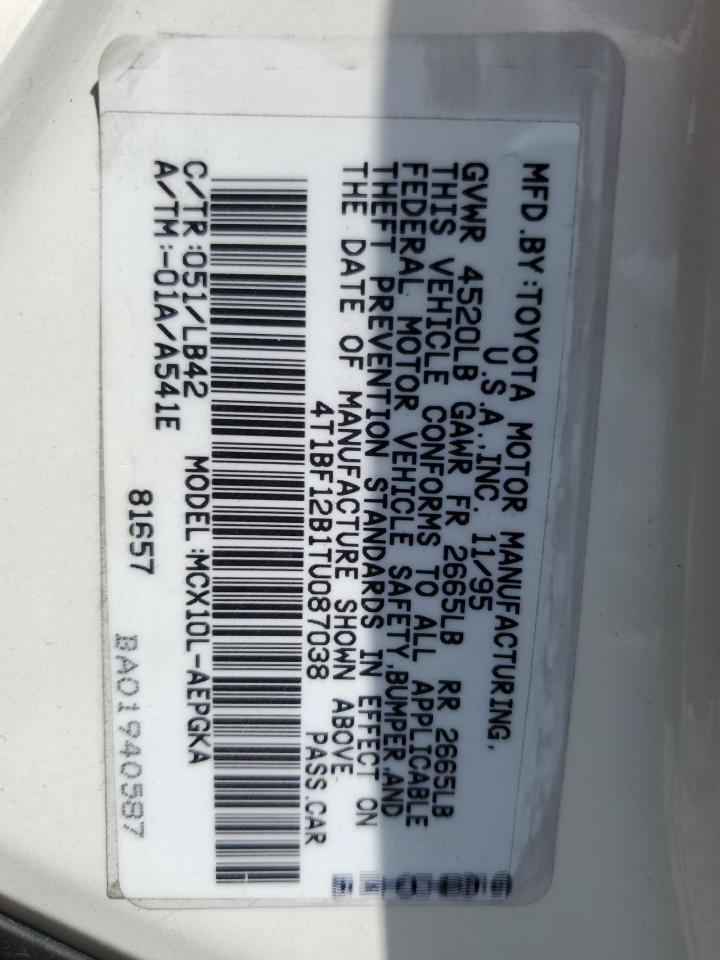 MFD.BY:TOYOTA MOTOR MANUFACTURING,
U.S.A.,INC. 11/95
GVWR 4520LB GAWR FR 2665LB RR 2665LB
THIS VEHICLE CONFORMS TO ALL APPLICABLE
FEDERAL MOTOR VEHICLE SAFETY,BUMPER,AND
THEFT PREVENTION STANDARDS IN EFFECT ON
THE DATE OF MANUFACTURE SHOWN ABOVE.
4T1BF12B1TU087038 PASS.CAR
C/TR:051/LB42 MODEL:MCX10L-AEPGKA
A/TM:-01A/A541E
81657 BA01940587